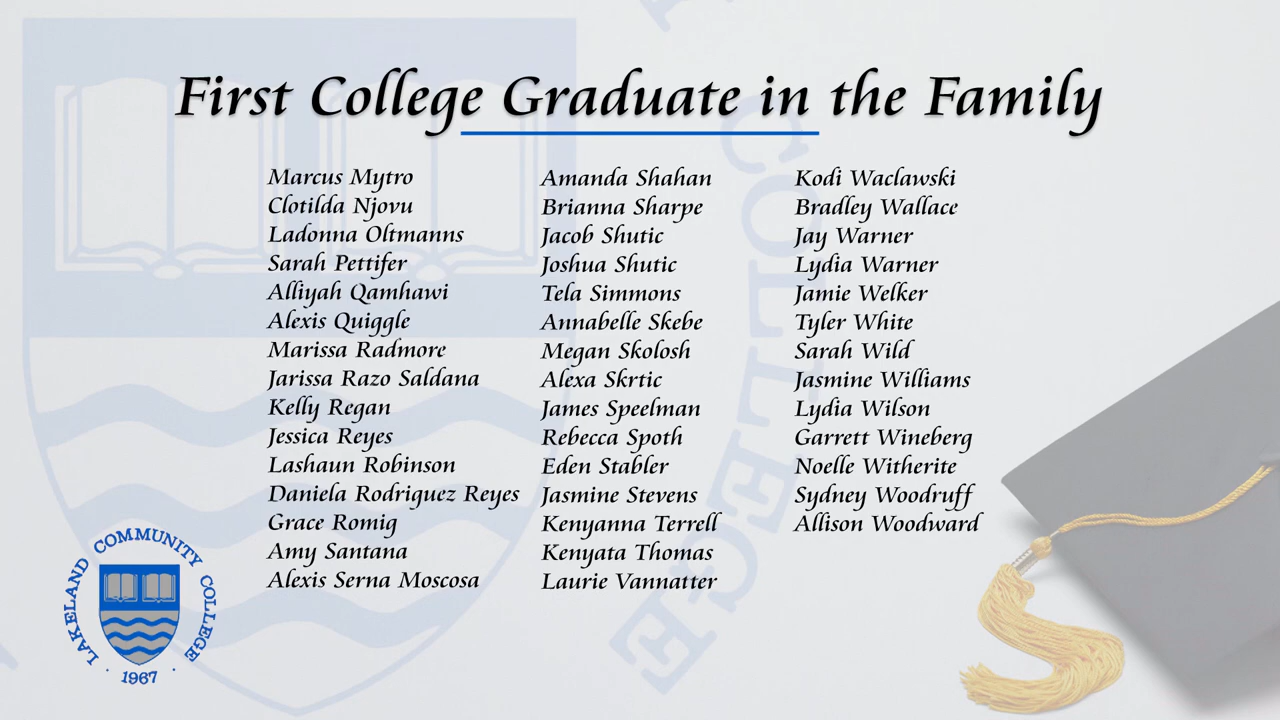 First College Graduate in the Family
Marcus Mytro
Clotilda Njovu
Ladonna Oltmanns
Sarah Pettifer
Alliyah Qamhawi
Alexis Quiggle
Marissa Radmore
Jarissa Razo Saldana
Kelly Regan
Jessica Reyes
Lashaun Robinson
Daniela Rodriguez Reyes
Grace Romig
Amy Santana
Alexis Serna Moscosa
Amanda Shahan
Brianna Sharpe
Jacob Shutic
Joshua Shutic
Tela Simmons
Annabelle Skebe
Megan Skolosh
Alexa Skrtic
James Speelman
Rebecca Spoth
Eden Stabler
Jasmine Stevens
Kenyanna Terrell
Kenyata Thomas
Laurie Vannatter
Kodi Waclawski
Bradley Wallace
Jay Warner
Lydia Warner
Jamie Welker
Tyler White
Sarah Wild
Jasmine Williams
Lydia Wilson
Garrett Wineberg
Noelle Witherite
Sydney Woodruff
Allison Woodward
LAKELAND COMMUNITY COLLEGE
· 1967 ·
COLLEGE